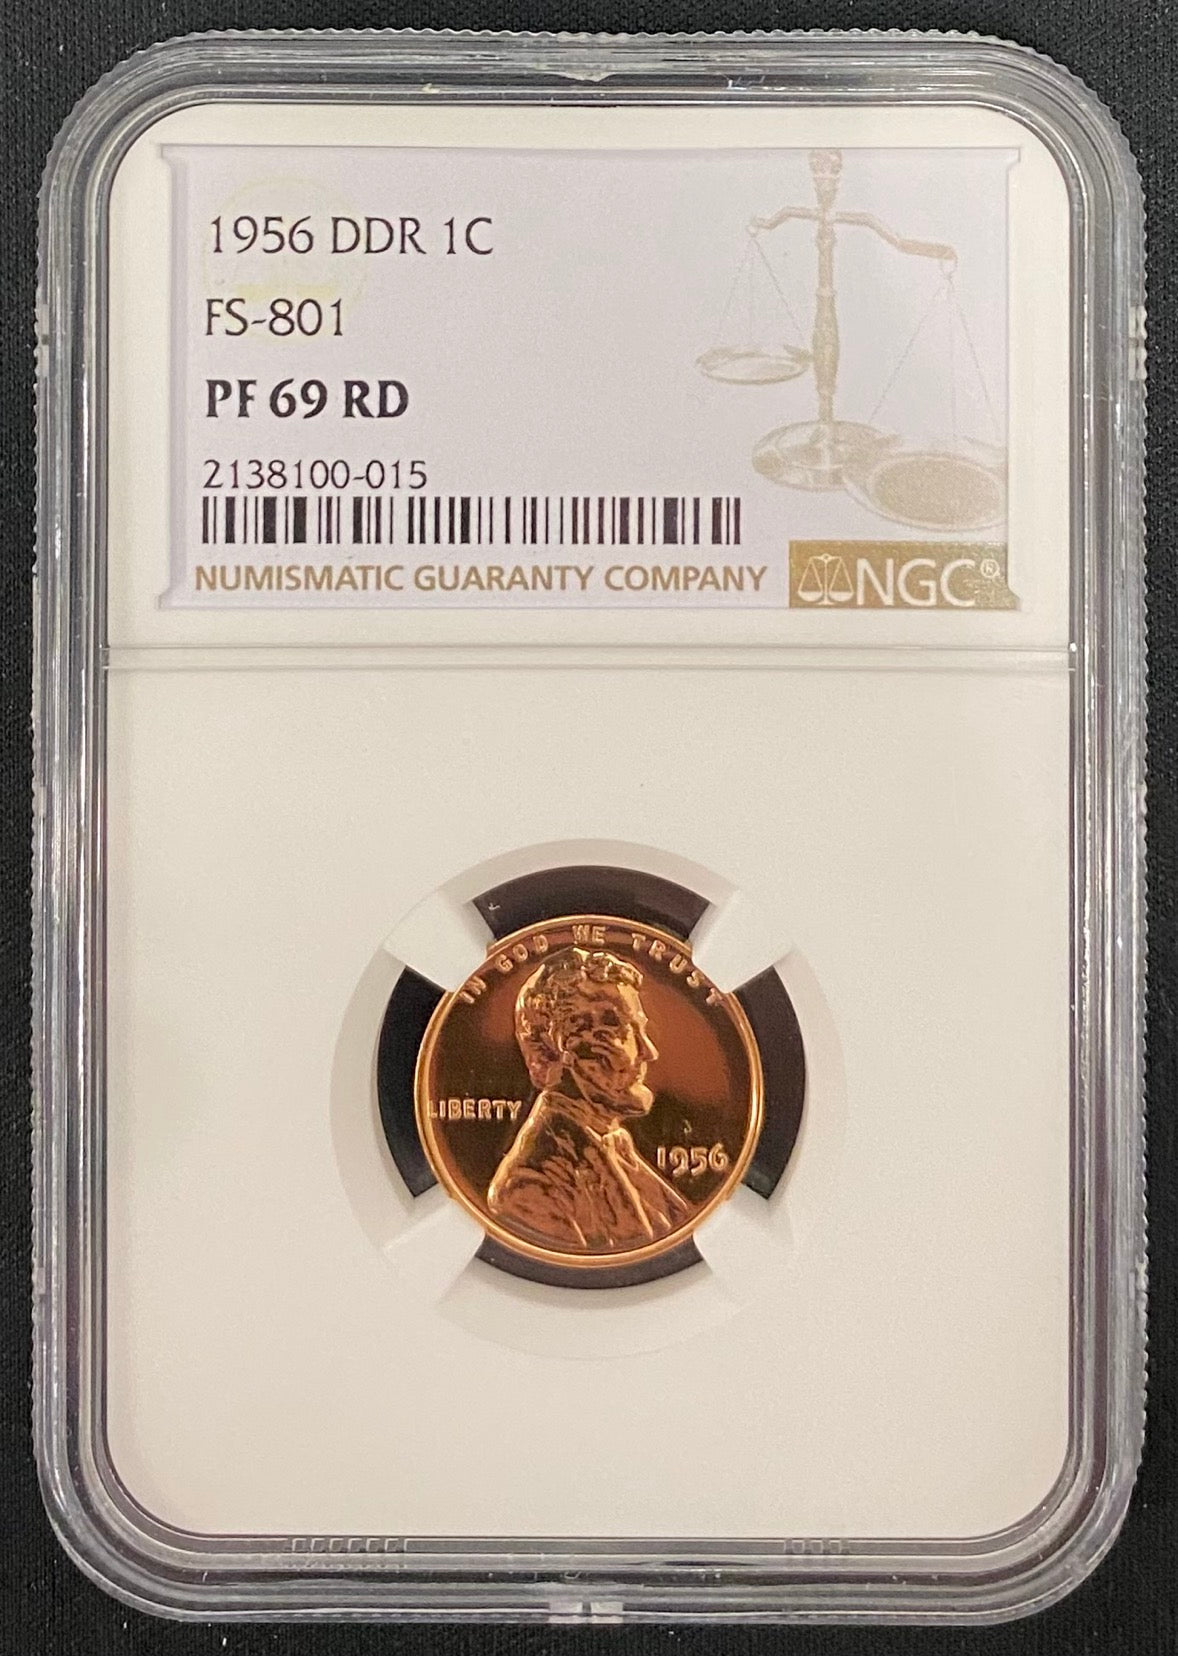 1956 DDR 1C
FS-801
PF 69 RD
2138100-015
NUMISMATIC GUARANTY COMPANY
NGC®
IN GOD WE TRUST
LIBERTY
1956